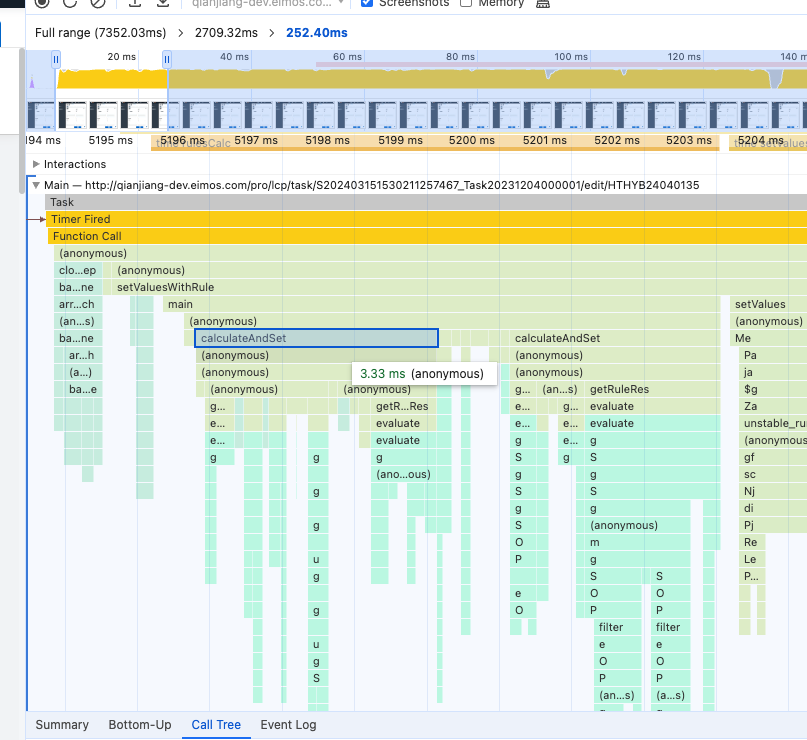 qianjiang-dev.eimos.co... Screenshots Memory
Full range (7352.03ms) > 2709.32ms > 252.40ms
20 ms 40 ms 60 ms 80 ms 100 ms 120 ms 140 m
194 ms 5195 ms 5196 ms 5197 ms 5198 ms 5199 ms 5200 ms 5201 ms 5202 ms 5203 ms 5204 ms
Interactions
Main — http://qianjiang-dev.eimos.com/pro/lcp/task/S202403151530211257467_Task20231204000001/edit/HTHYB24040135
Task
Timer Fired
Function Call
(anonymous)
clo...ep (anonymous)
ba...ne setValuesWithRule
arr...ch main setValues
(an...s) (anonymous) (anonymous)
ba...ne calculateAndSet calculateAndSet Me
ar...h (anonymous) (anonymous) Pa
(a...) (anonymous) 3.33 ms (anonymous) (anonymous) ja
ba...e (anonymous) (anonymous) g... (an...s) getRuleRes $g
g... getR...Res e... g... evaluate Za
e... evaluate e... e... evaluate unstable_ru
e... evaluate g e... g (anonymous
g g g S g g gf
(ano...ous) g S sc
g S S Nj
g g di
g S (anonymous) Pj
O m Re
u P g Le
g S S P...
e O O
g O P P
filter filter
u e e
g O O
S P P
(an...s) (a...s)
Summary Bottom-Up Call Tree Event Log